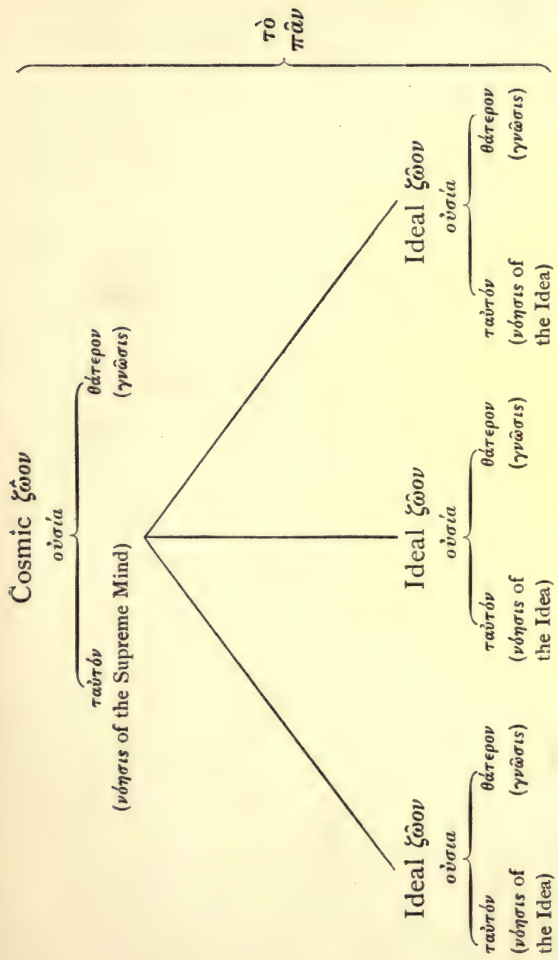 Cosmic ζῷον
οὐσία
ταὐτόν θάτερον
(νόησις of the Supreme Mind) (γνῶσις)
Ideal ζῷον
οὐσία
ταὐτόν θάτερον
(νόησις of (γνῶσις)
the Idea)
Ideal ζῷον
οὐσία
ταὐτόν θάτερον
(νόησις of (γνῶσις)
the Idea)
Ideal ζῷον
οὐσία
ταὐτόν θάτερον
(νόησις of (γνῶσις)
the Idea)
τὸ
πᾶν